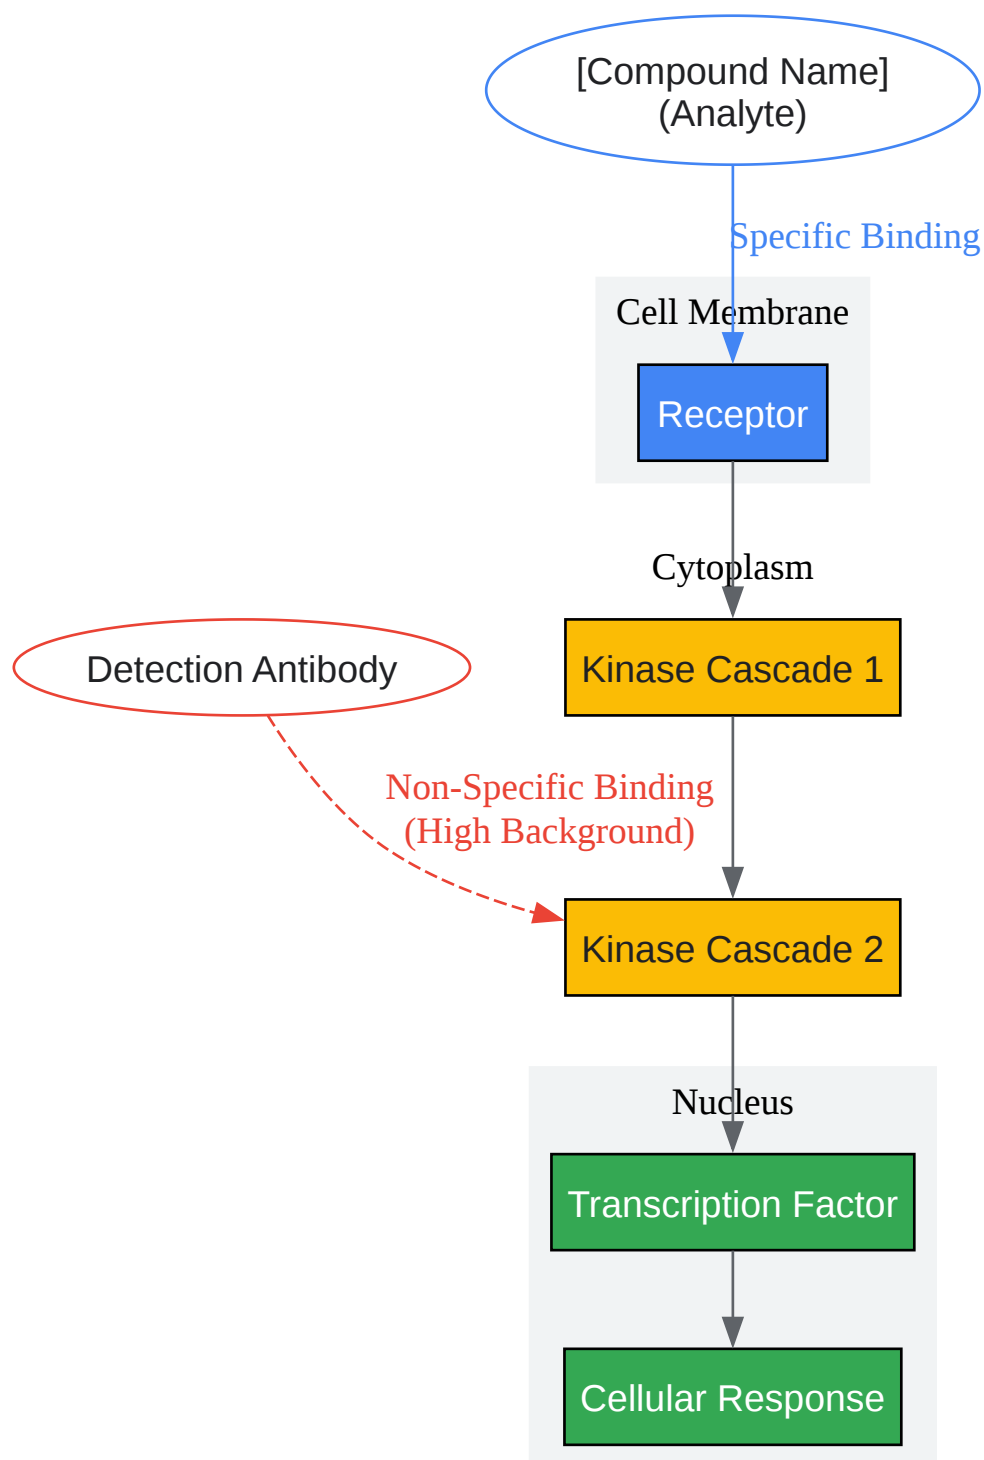 [Compound Name]
(Analyte)
Specific Binding
Cell Membrane
Receptor
Cytoplasm
Detection Antibody
Kinase Cascade 1
Non-Specific Binding
(High Background)
Kinase Cascade 2
Nucleus
Transcription Factor
Cellular Response